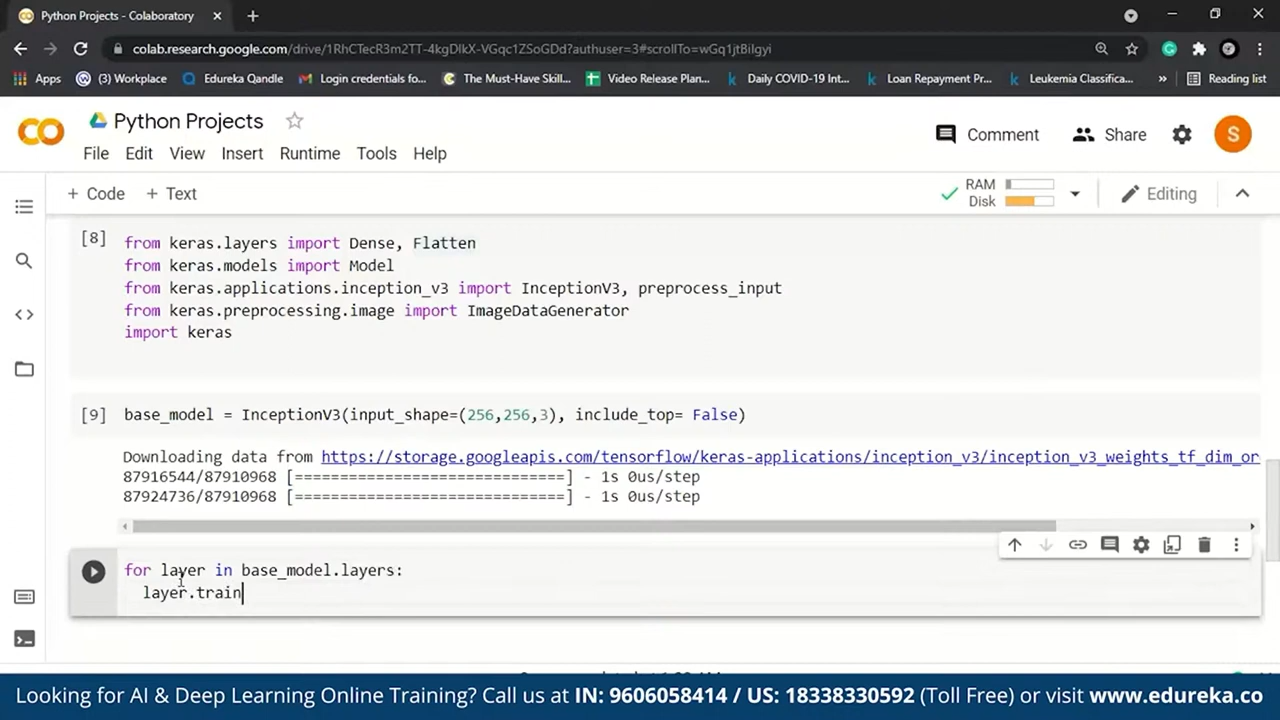 Python Projects - Colaboratory
colab.research.google.com/drive/1RhCTecR3m2TT-4kgDlkX-VGqc1ZSoGDd?authuser=3#scrollTo=wGq1jtBilgyi
Apps (3) Workplace Edureka Qandle Login credentials fo... The Must-Have Skill... Video Release Plan... Daily COVID-19 Int... Loan Repayment Pr... Leukemia Classifica... » Reading list
CO Python Projects Comment Share S
File Edit View Insert Runtime Tools Help
+ Code + Text RAM Disk Editing
[8] from keras.layers import Dense, Flatten
from keras.models import Model
from keras.applications.inception_v3 import InceptionV3, preprocess_input
from keras.preprocessing.image import ImageDataGenerator
import keras
[9] base_model = InceptionV3(input_shape=(256,256,3), include_top= False)
Downloading data from https://storage.googleapis.com/tensorflow/keras-applications/inception_v3/inception_v3_weights_tf_dim_or
87916544/87910968 [==============================] - 1s 0us/step
87924736/87910968 [==============================] - 1s 0us/step
for layer in base_model.layers:
layer.train
Looking for AI & Deep Learning Online Training? Call us at IN: 9606058414 / US: 18338330592 (Toll Free) or visit www.edureka.co